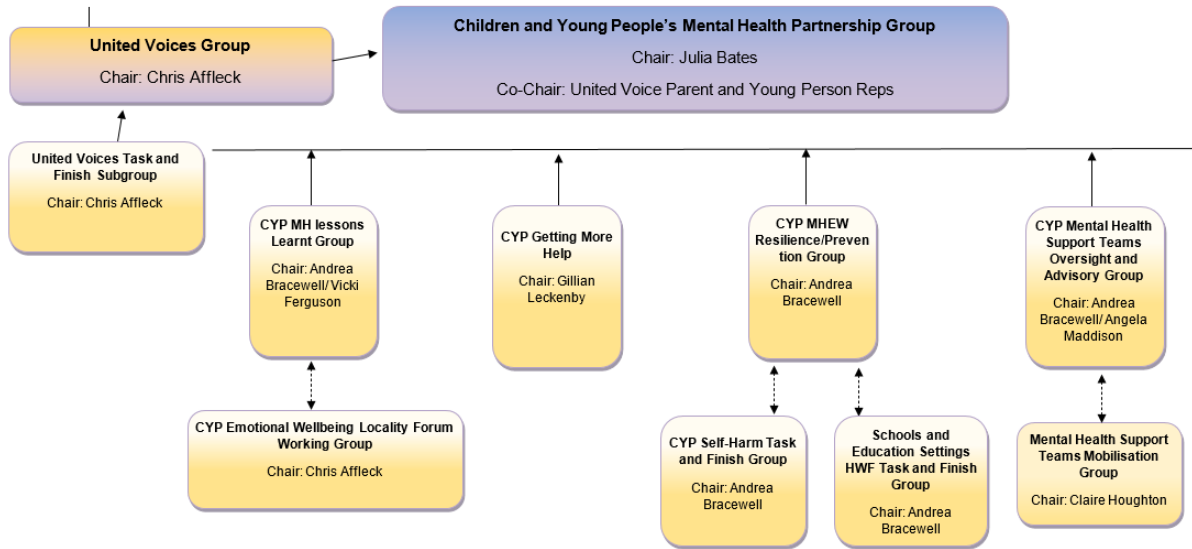 United Voices Group
Chair: Chris Affleck
Children and Young People's Mental Health Partnership Group
Chair: Julia Bates
Co-Chair: United Voice Parent and Young Person Reps
United Voices Task and
Finish Subgroup
Chair: Chris Affleck
CYP MH lessons
Learnt Group
Chair: Andrea
Bracewell/ Vicki
Ferguson
CYP Getting More
Help
Chair: Gillian
Leckenby
CYP MHEW
Resilience/Preven
tion Group
Chair: Andrea
Bracewell
CYP Mental Health
Support Teams
Oversight and
Advisory Group
Chair: Andrea
Bracewell/ Angela
Maddison
CYP Emotional Wellbeing Locality Forum
Working Group
Chair: Chris Affleck
CYP Self-Harm Task
and Finish Group
Chair: Andrea
Bracewell
Schools and
Education Settings
HWF Task and Finish
Group
Chair: Andrea
Bracewell
Mental Health Support
Teams Mobilisation
Group
Chair: Claire Houghton